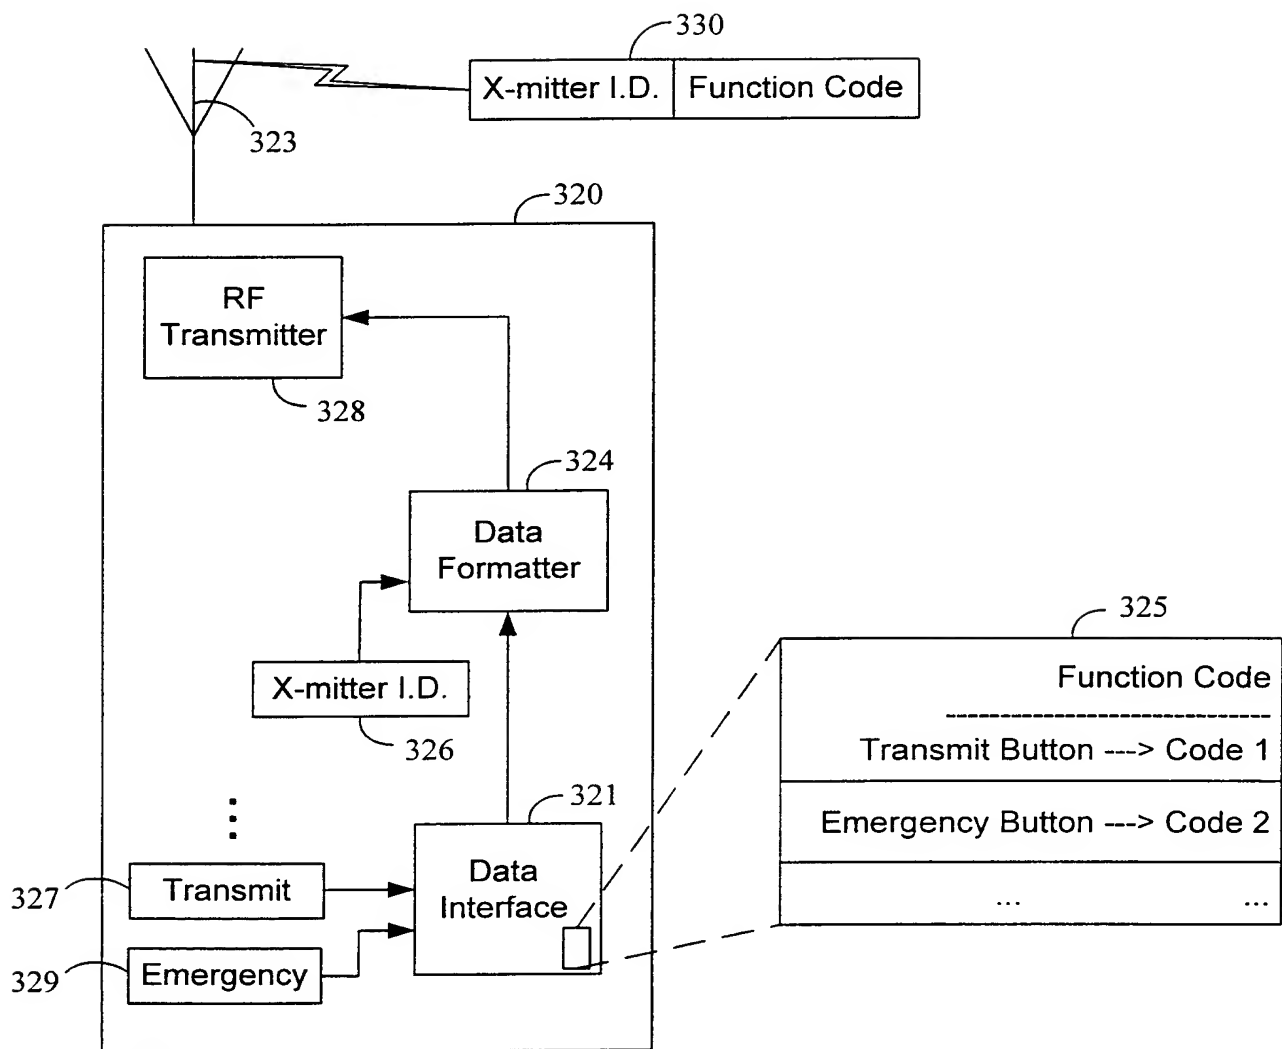 330
X-mitter I.D. Function Code
323
320
RF
Transmitter
328
324
Data
Formatter
325
Function Code
--------------------------------
X-mitter I.D.
326
Transmit Button ---> Code 1
321
Emergency Button ---> Code 2
Data
Interface
327
Transmit
... ...
329
Emergency